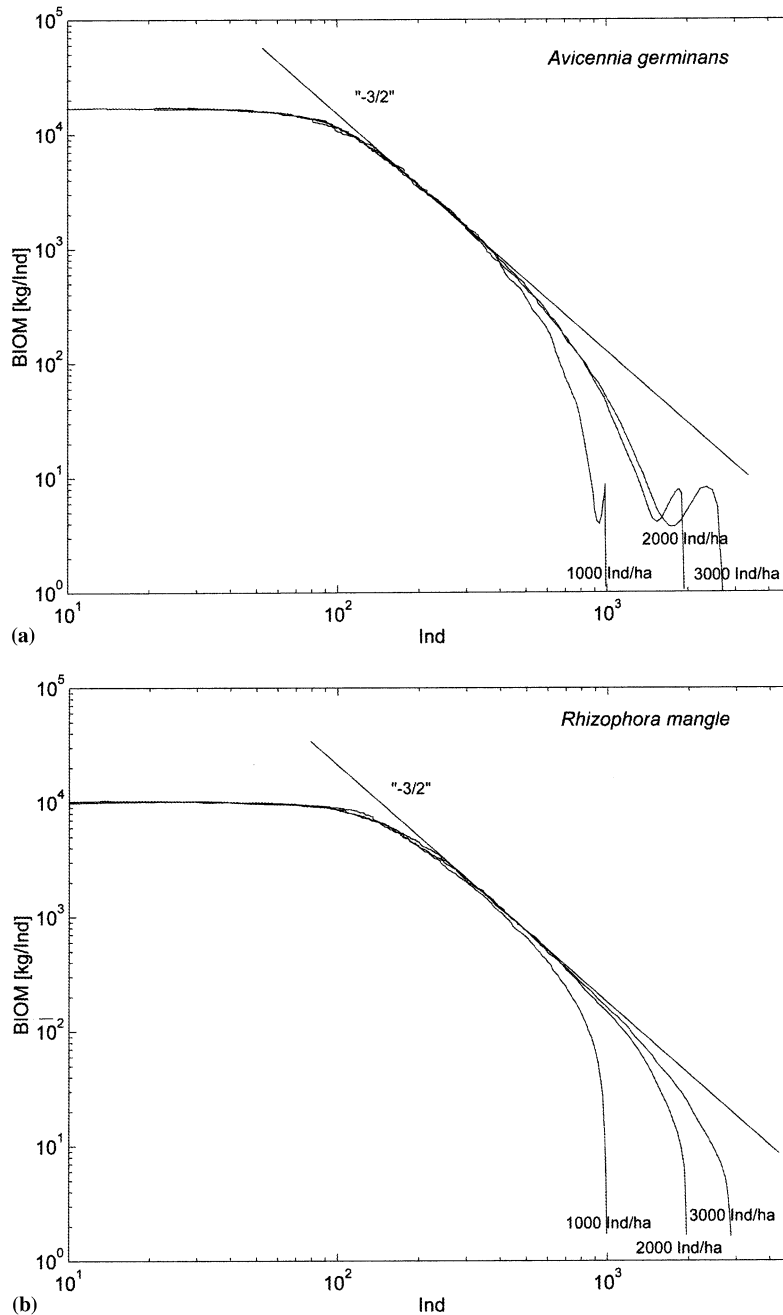 10^5
Avicennia germinans
"-3/2"
10^4
10^3
BIOM [kg/Ind]
10^2
10^1
2000 Ind/ha
1000 Ind/ha
3000 Ind/ha
10^0
10^1
10^2
10^3
Ind
(a)
10^5
Rhizophora mangle
"-3/2"
10^4
10^3
BIOM [kg/Ind]
10^2
10^1
1000 Ind/ha
3000 Ind/ha
2000 Ind/ha
10^0
10^1
10^2
10^3
Ind
(b)